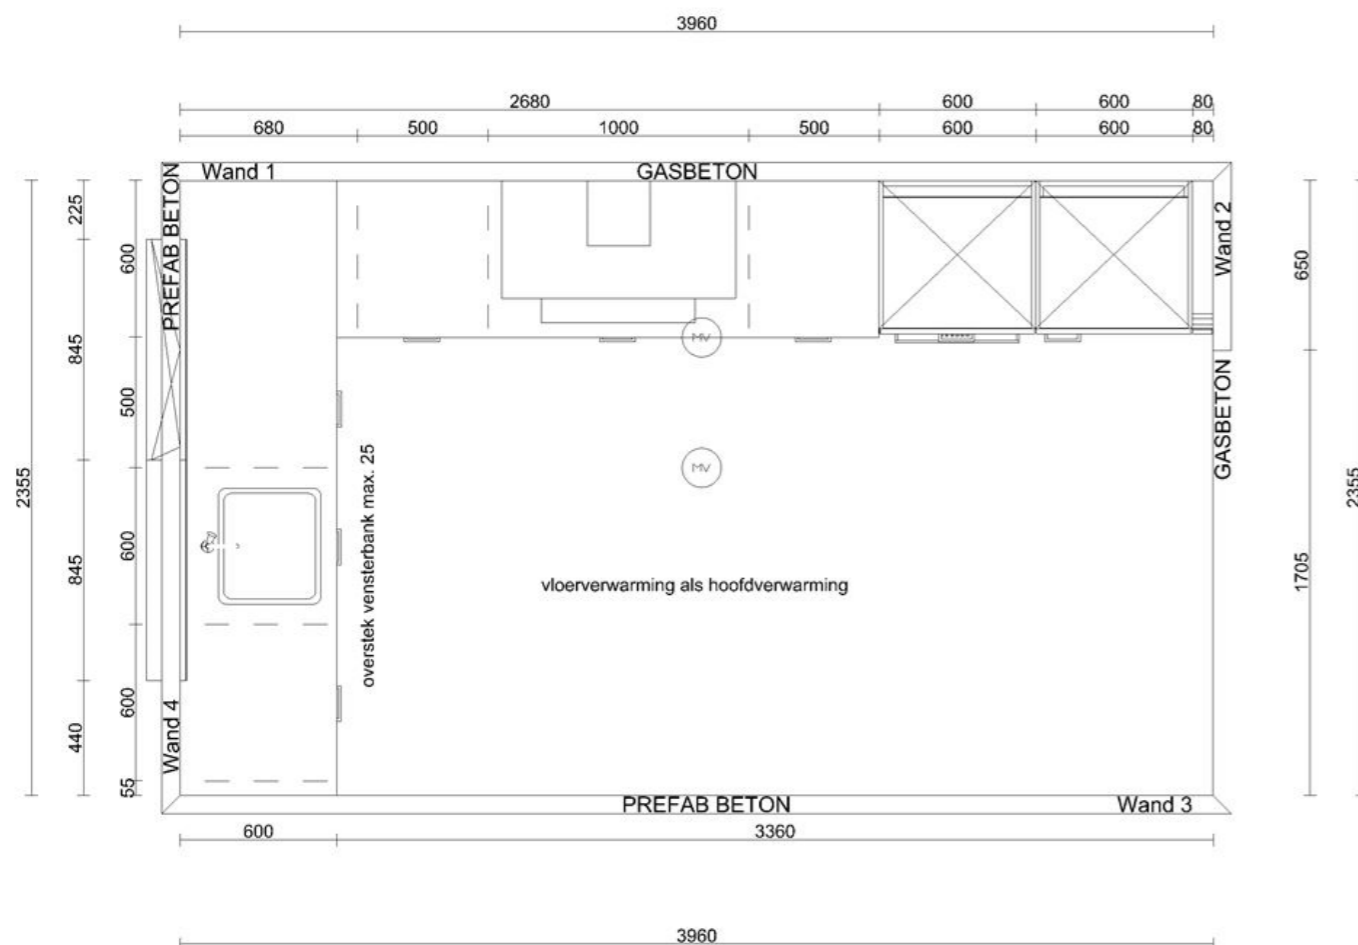 3960
2680 600 600 80
680 500 1000 500 600 600 80
Wand 1 GASBETON
PREFAB BETON
Wand 2
GASBETON
225
845
845
440
2355
600
500
600
600
55
650
1705
2355
MV
MV
overstek vensterbank max. 25
vloerverwarming als hoofdverwarming
Wand 4
PREFAB BETON Wand 3
600 3360
3960